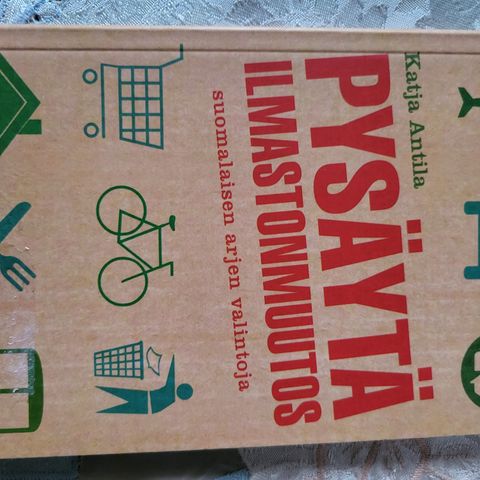 Katja Antila
PYSÄYTÄ
ILMASTONMUUTOS
suomalaisen arjen valintoja